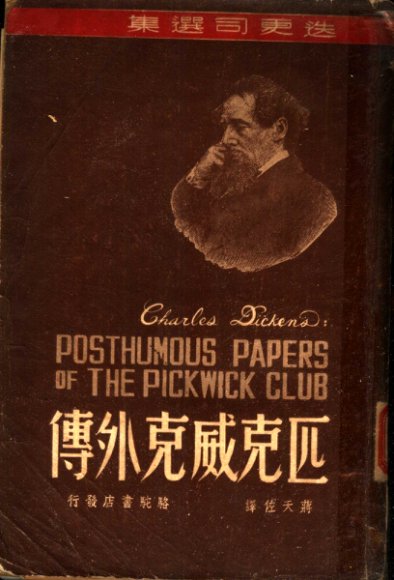 迭更司選集
Charles Dickens:
POSTHUMOUS PAPERS
OF THE PICKWICK CLUB
匹克威克外傳
蔣天佐譯 駱駝書店發行